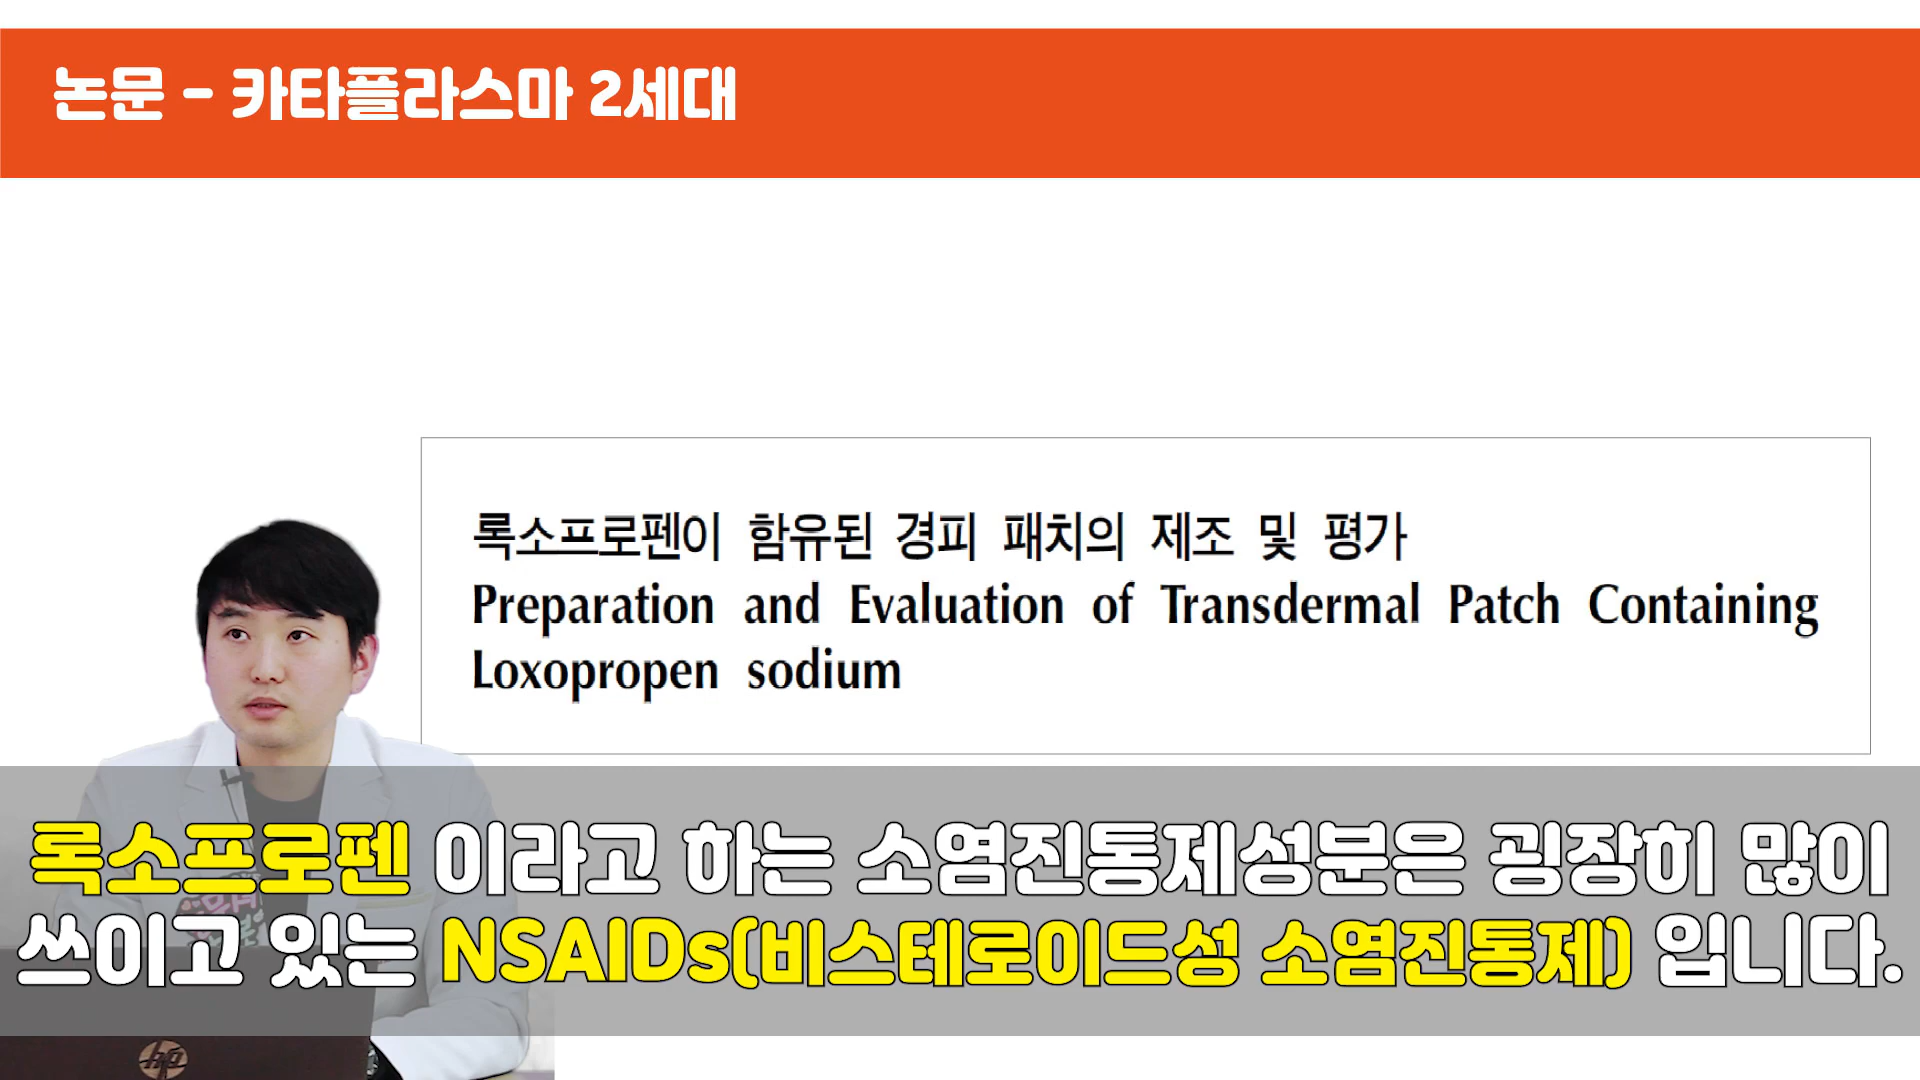 논문 - 카타플라스마 2세대
록소프로펜이 함유된 경피 패치의 제조 및 평가
Preparation and Evaluation of Transdermal Patch Containing
Loxopropen sodium
록소프로펜 이라고 하는 소염진통제성분은 굉장히 많이
쓰이고 있는 NSAIDs(비스테로이드성 소염진통제) 입니다.
hp